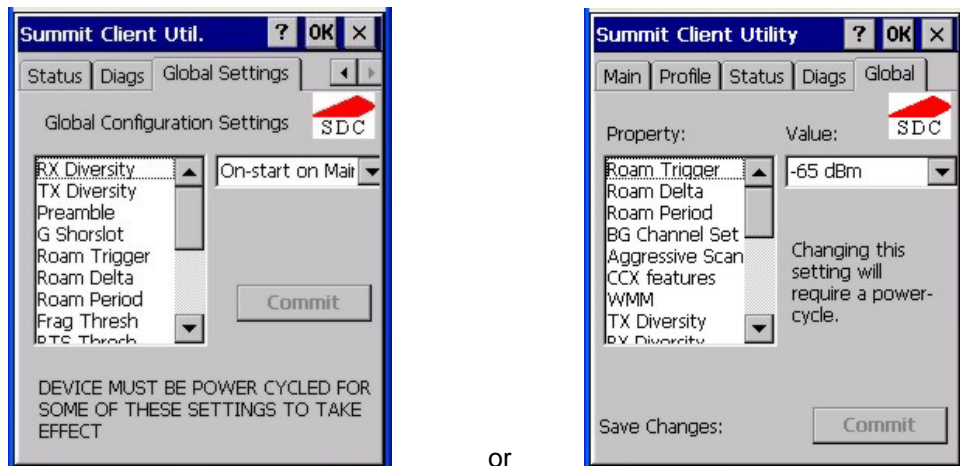 Summit Client Util. ? OK ×
Status Diags Global Settings
Global Configuration Settings
SDC
RX Diversity
TX Diversity
Preamble
G Shorslot
Roam Trigger
Roam Delta
Roam Period
Frag Thresh
RTS Thresh
On-start on Mair
Commit
DEVICE MUST BE POWER CYCLED FOR
SOME OF THESE SETTINGS TO TAKE
EFFECT
or
Summit Client Utility ? OK ×
Main Profile Status Diags Global
SDC
Property: Value:
Roam Trigger
Roam Delta
Roam Period
BG Channel Set
Aggressive Scan
CCX features
WMM
TX Diversity
RX Diversity
-65 dBm
Changing this
setting will
require a power-
cycle.
Save Changes: Commit